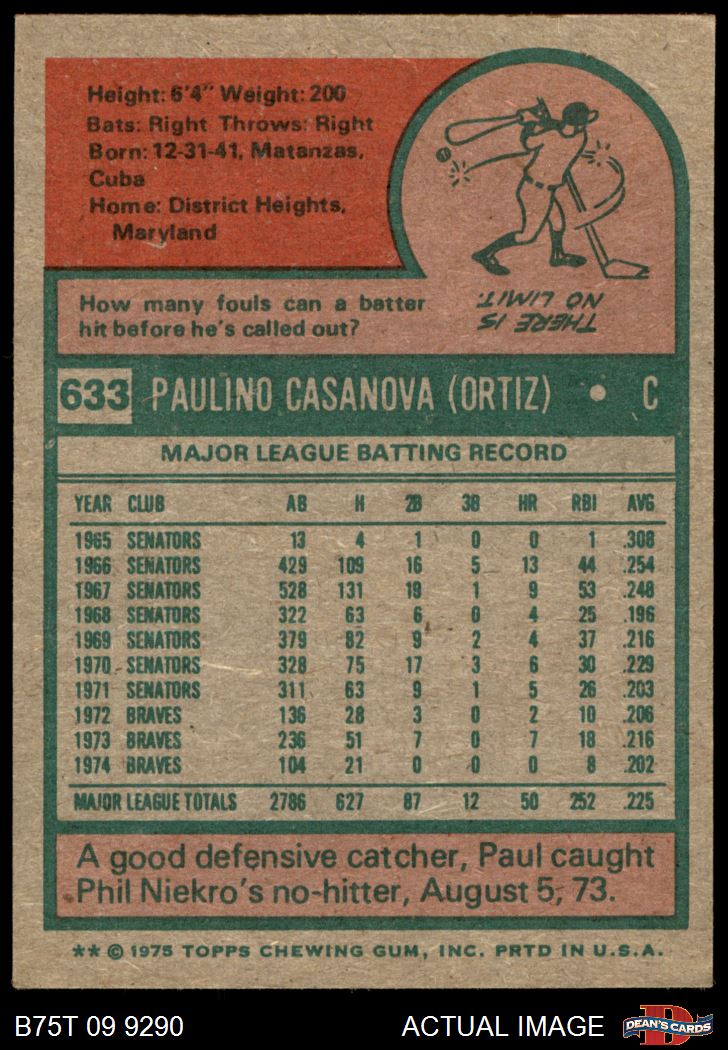 Height: 6'4" Weight: 200
Bats: Right Throws: Right
Born: 12-31-41, Matanzas,
Cuba
Home: District Heights,
Maryland
How many fouls can a batter
hit before he's called out?
THERE IS
NO LIMIT.
633 PAULINO CASANOVA (ORTIZ) • C
MAJOR LEAGUE BATTING RECORD
YEAR CLUB AB H 2B 3B HR RBI AVG
1965 SENATORS 13 4 1 0 0 1 .308
1966 SENATORS 429 109 16 5 13 44 .254
1967 SENATORS 528 131 19 1 9 53 .248
1968 SENATORS 322 63 6 0 4 25 .196
1969 SENATORS 379 82 9 2 4 37 .216
1970 SENATORS 328 75 17 3 6 30 .229
1971 SENATORS 311 63 9 1 5 26 .203
1972 BRAVES 136 28 3 0 2 10 .206
1973 BRAVES 236 51 7 0 7 18 .216
1974 BRAVES 104 21 0 0 0 8 .202
MAJOR LEAGUE TOTALS 2786 627 87 12 50 252 .225
A good defensive catcher, Paul caught
Phil Niekro's no-hitter, August 5, 73.
** © 1975 TOPPS CHEWING GUM, INC. PRTD IN U.S.A.
B75T 09 9290 ACTUAL IMAGE D DEAN'S CARDS